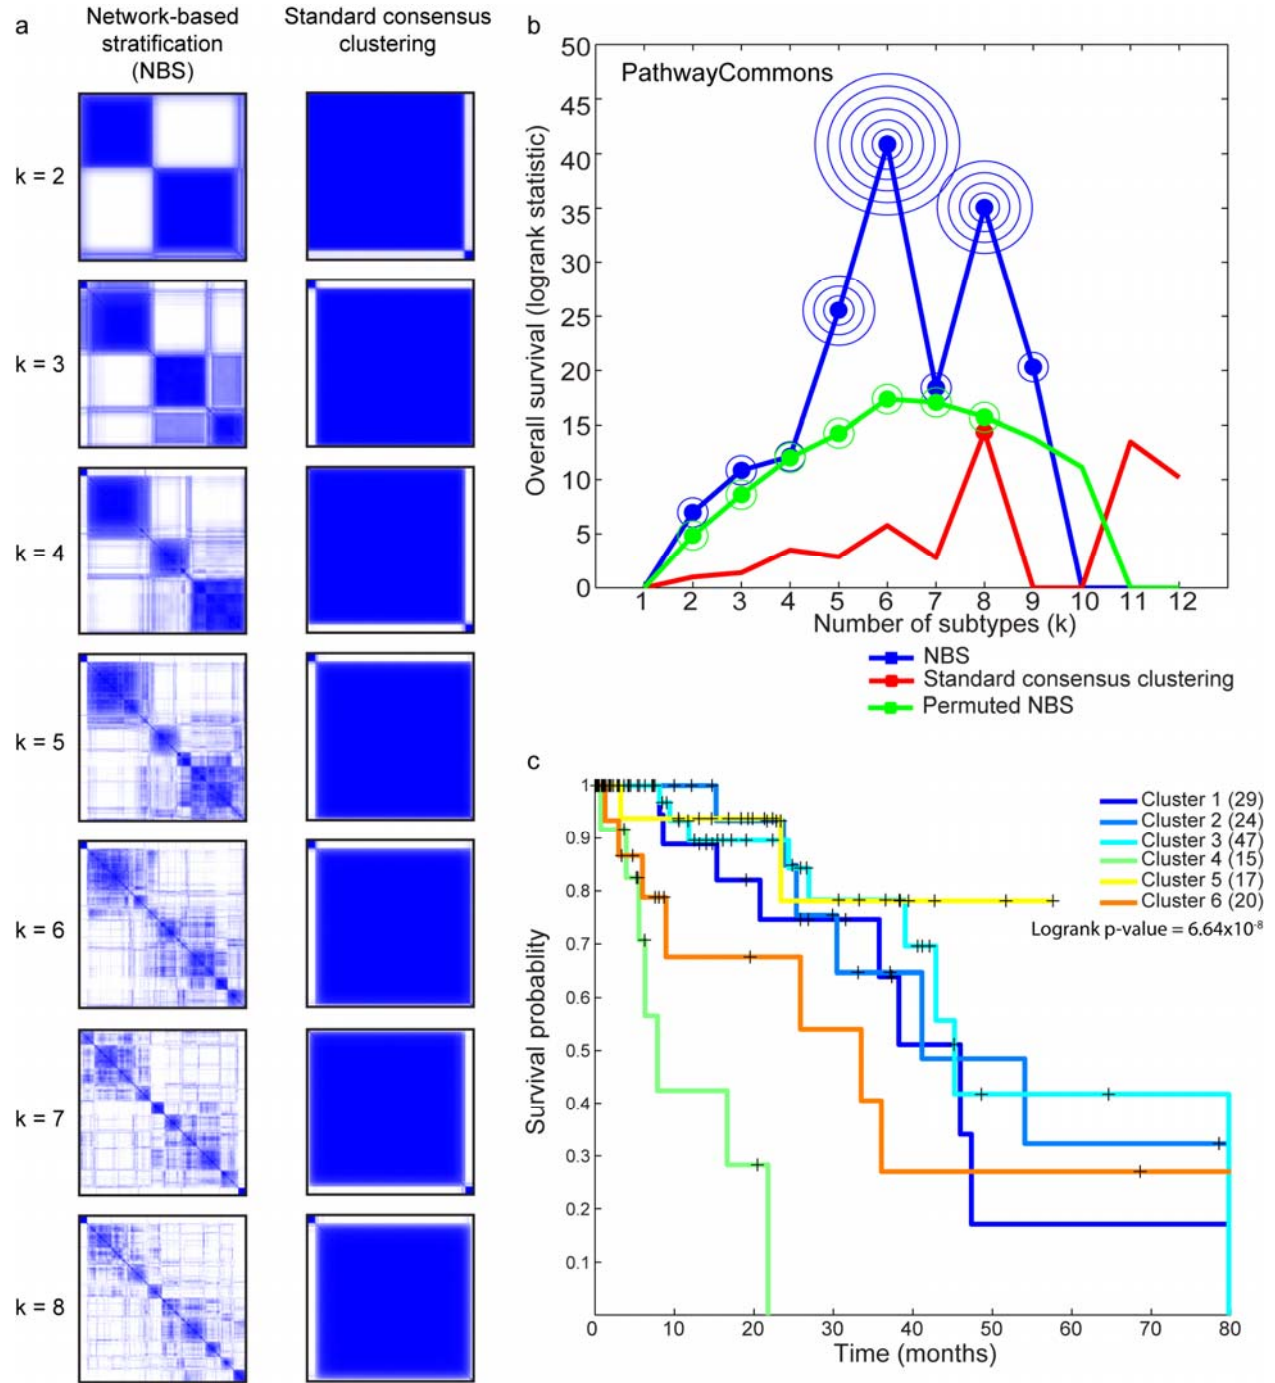 a
Network-based
stratification
(NBS)
Standard consensus
clustering
k = 2
k = 3
k = 4
k = 5
k = 6
k = 7
k = 8
b
PathwayCommons
Overall survival (logrank statistic)
50
45
40
35
30
25
20
15
10
5
0
1 2 3 4 5 6 7 8 9 10 11 12
Number of subtypes (k)
NBS
Standard consensus clustering
Permuted NBS
c
Cluster 1 (29)
Cluster 2 (24)
Cluster 3 (47)
Cluster 4 (15)
Cluster 5 (17)
Cluster 6 (20)
Logrank p-value = 6.64x10⁻⁸
Survival probablity
1
0.9
0.8
0.7
0.6
0.5
0.4
0.3
0.2
0.1
0 10 20 30 40 50 60 70 80
Time (months)